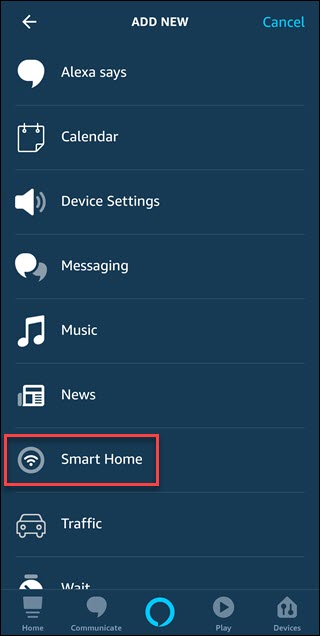 ADD NEW Cancel
Alexa says
Calendar
Device Settings
Messaging
Music
News
Smart Home
Traffic
Wait
Home Communicate Play Devices